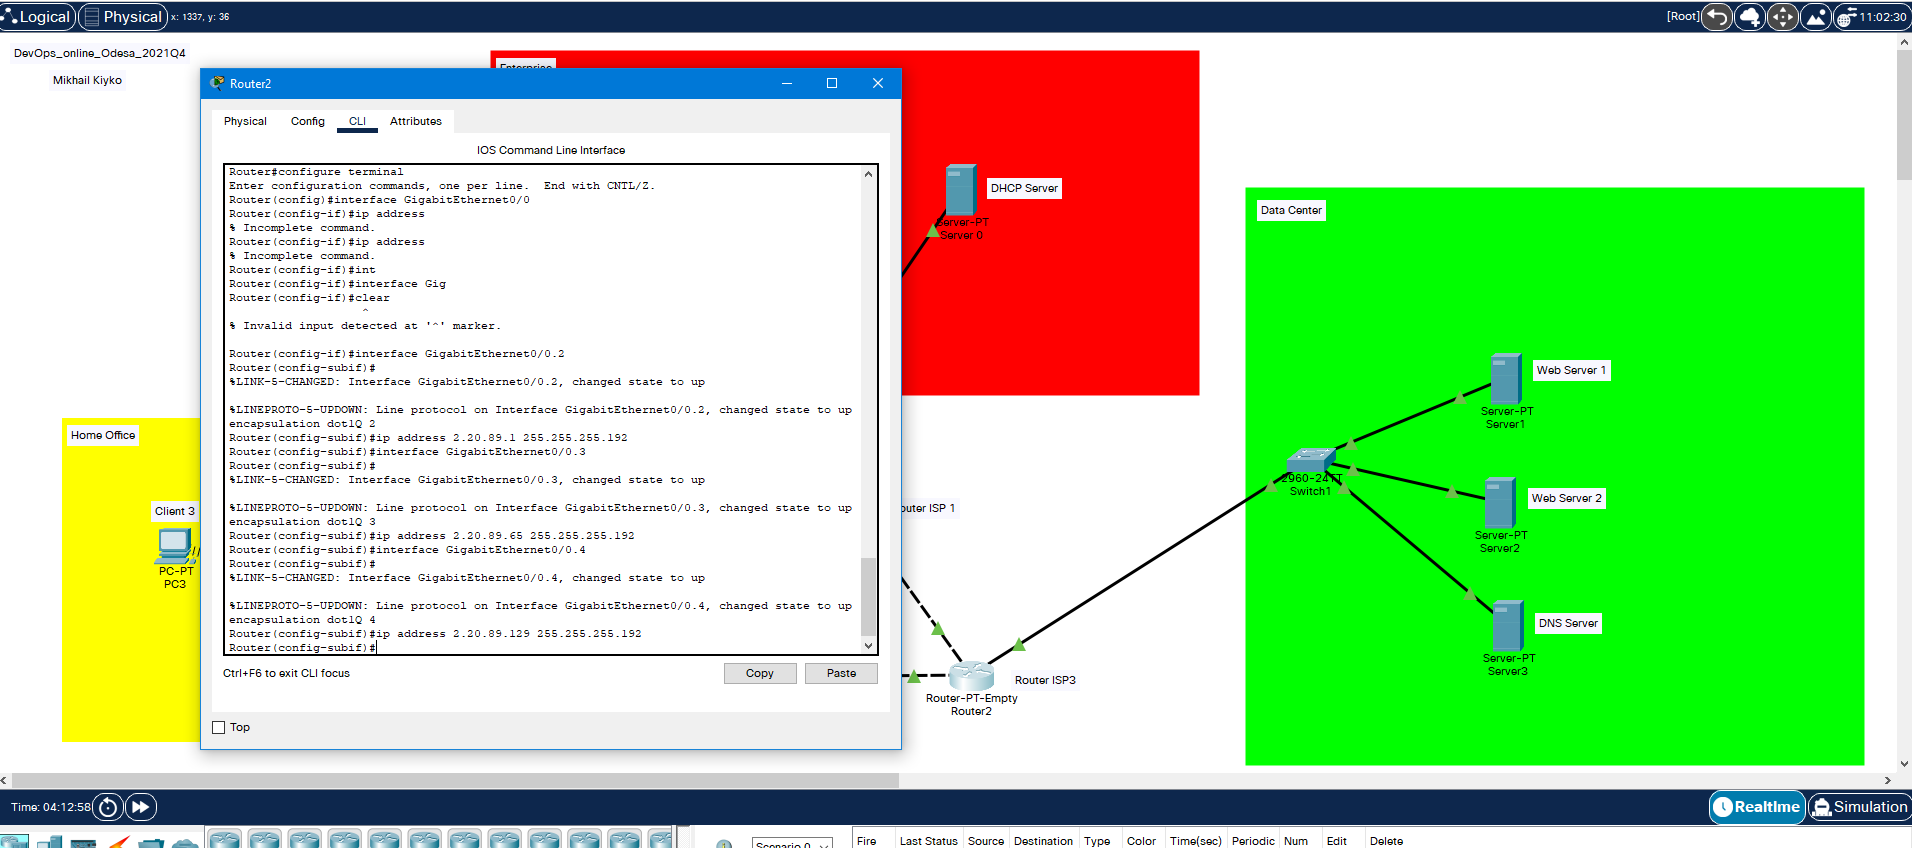 Logical
Physical
x: 1337, y: 36
[Root]
11:02:30
DevOps_online_Odesa_2021Q4
Mikhail Kiyko
Enterprise
Router2
Physical
Config
CLI
Attributes
IOS Command Line Interface
Router#configure terminal
Enter configuration commands, one per line.  End with CNTL/Z.
Router(config)#interface GigabitEthernet0/0
Router(config-if)#ip address
% Incomplete command.
Router(config-if)#ip address
% Incomplete command.
Router(config-if)#int
Router(config-if)#interface Gig
Router(config-if)#clear
^
% Invalid input detected at '^' marker.
Router(config-if)#interface GigabitEthernet0/0.2
Router(config-subif)#
%LINK-5-CHANGED: Interface GigabitEthernet0/0.2, changed state to up
%LINEPROTO-5-UPDOWN: Line protocol on Interface GigabitEthernet0/0.2, changed state to up
encapsulation dot1Q 2
Router(config-subif)#ip address 2.20.89.1 255.255.255.192
Router(config-subif)#interface GigabitEthernet0/0.3
Router(config-subif)#
%LINK-5-CHANGED: Interface GigabitEthernet0/0.3, changed state to up
%LINEPROTO-5-UPDOWN: Line protocol on Interface GigabitEthernet0/0.3, changed state to up
encapsulation dot1Q 3
Router(config-subif)#ip address 2.20.89.65 255.255.255.192
Router(config-subif)#interface GigabitEthernet0/0.4
Router(config-subif)#
%LINK-5-CHANGED: Interface GigabitEthernet0/0.4, changed state to up
%LINEPROTO-5-UPDOWN: Line protocol on Interface GigabitEthernet0/0.4, changed state to up
encapsulation dot1Q 4
Router(config-subif)#ip address 2.20.89.129 255.255.255.192
Router(config-subif)#
Ctrl+F6 to exit CLI focus
Copy
Paste
Top
DHCP Server
Server-PT
Server 0
Data Center
Web Server 1
Server-PT
Server1
2960-24TT
Switch1
Web Server 2
Server-PT
Server2
DNS Server
Server-PT
Server3
Home Office
Client 3
PC-PT
PC3
outer ISP 1
Router ISP3
Router-PT-Empty
Router2
Time: 04:12:58
Realtime
Simulation
Scenario 0
Fire
Last Status
Source
Destination
Type
Color
Time(sec)
Periodic
Num
Edit
Delete